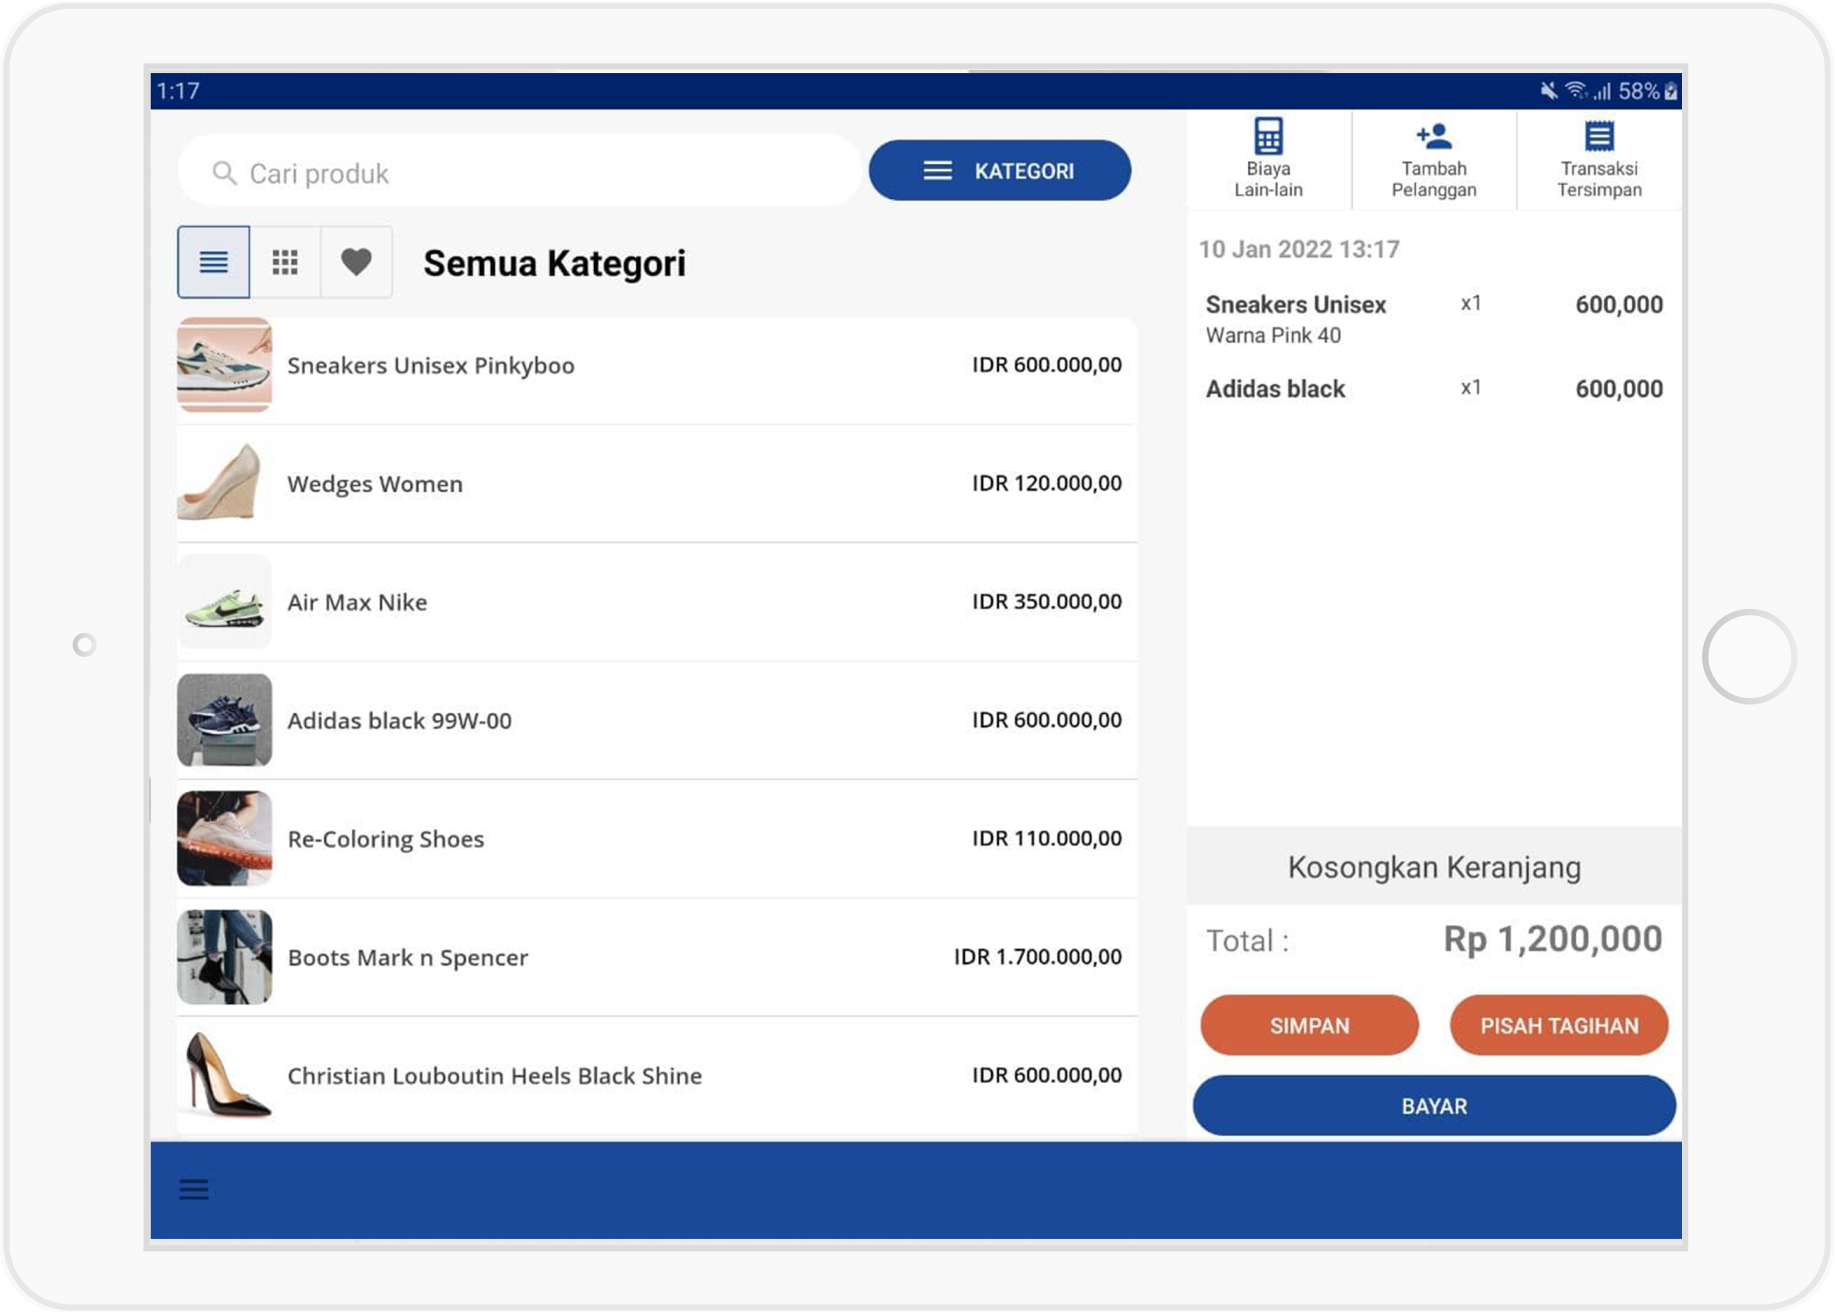 1:17
58%
Cari produk
KATEGORI
Biaya
Lain-lain
Tambah
Pelanggan
Transaksi
Tersimpan
Semua Kategori
Sneakers Unisex Pinkyboo IDR 600.000,00
Wedges Women IDR 120.000,00
Air Max Nike IDR 350.000,00
Adidas black 99W-00 IDR 600.000,00
Re-Coloring Shoes IDR 110.000,00
Boots Mark n Spencer IDR 1.700.000,00
Christian Louboutin Heels Black Shine IDR 600.000,00
10 Jan 2022 13:17
Sneakers Unisex x1 600,000
Warna Pink 40
Adidas black x1 600,000
Kosongkan Keranjang
Total : Rp 1,200,000
SIMPAN
PISAH TAGIHAN
BAYAR